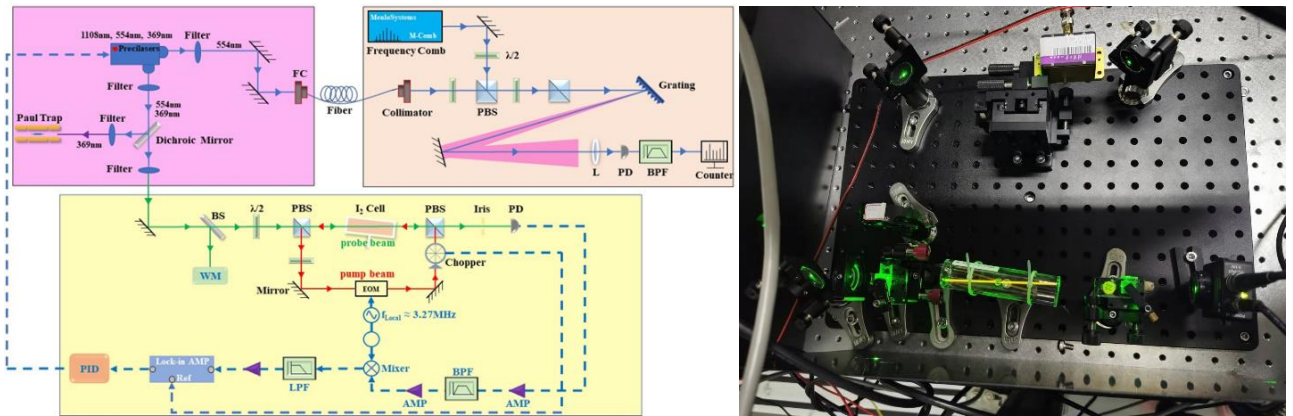 1108nm, 554nm, 369nm
Precilasers
Filter
554nm
Filter
554nm
369nm
Paul Trap
Filter
369nm
Dichroic Mirror
Filter
FC
Fiber
MenloSystems
M-Comb
Frequency Comb
λ/2
Collimator
PBS
Grating
L
PD
BPF
Counter
BS
λ/2
PBS
I2 Cell
PBS
Iris
PD
probe beam
WM
Chopper
pump beam
Mirror
EOM
fLocal ≈ 3.27MHz
PID
Lock-in AMP
Ref
LPF
Mixer
BPF
AMP
AMP